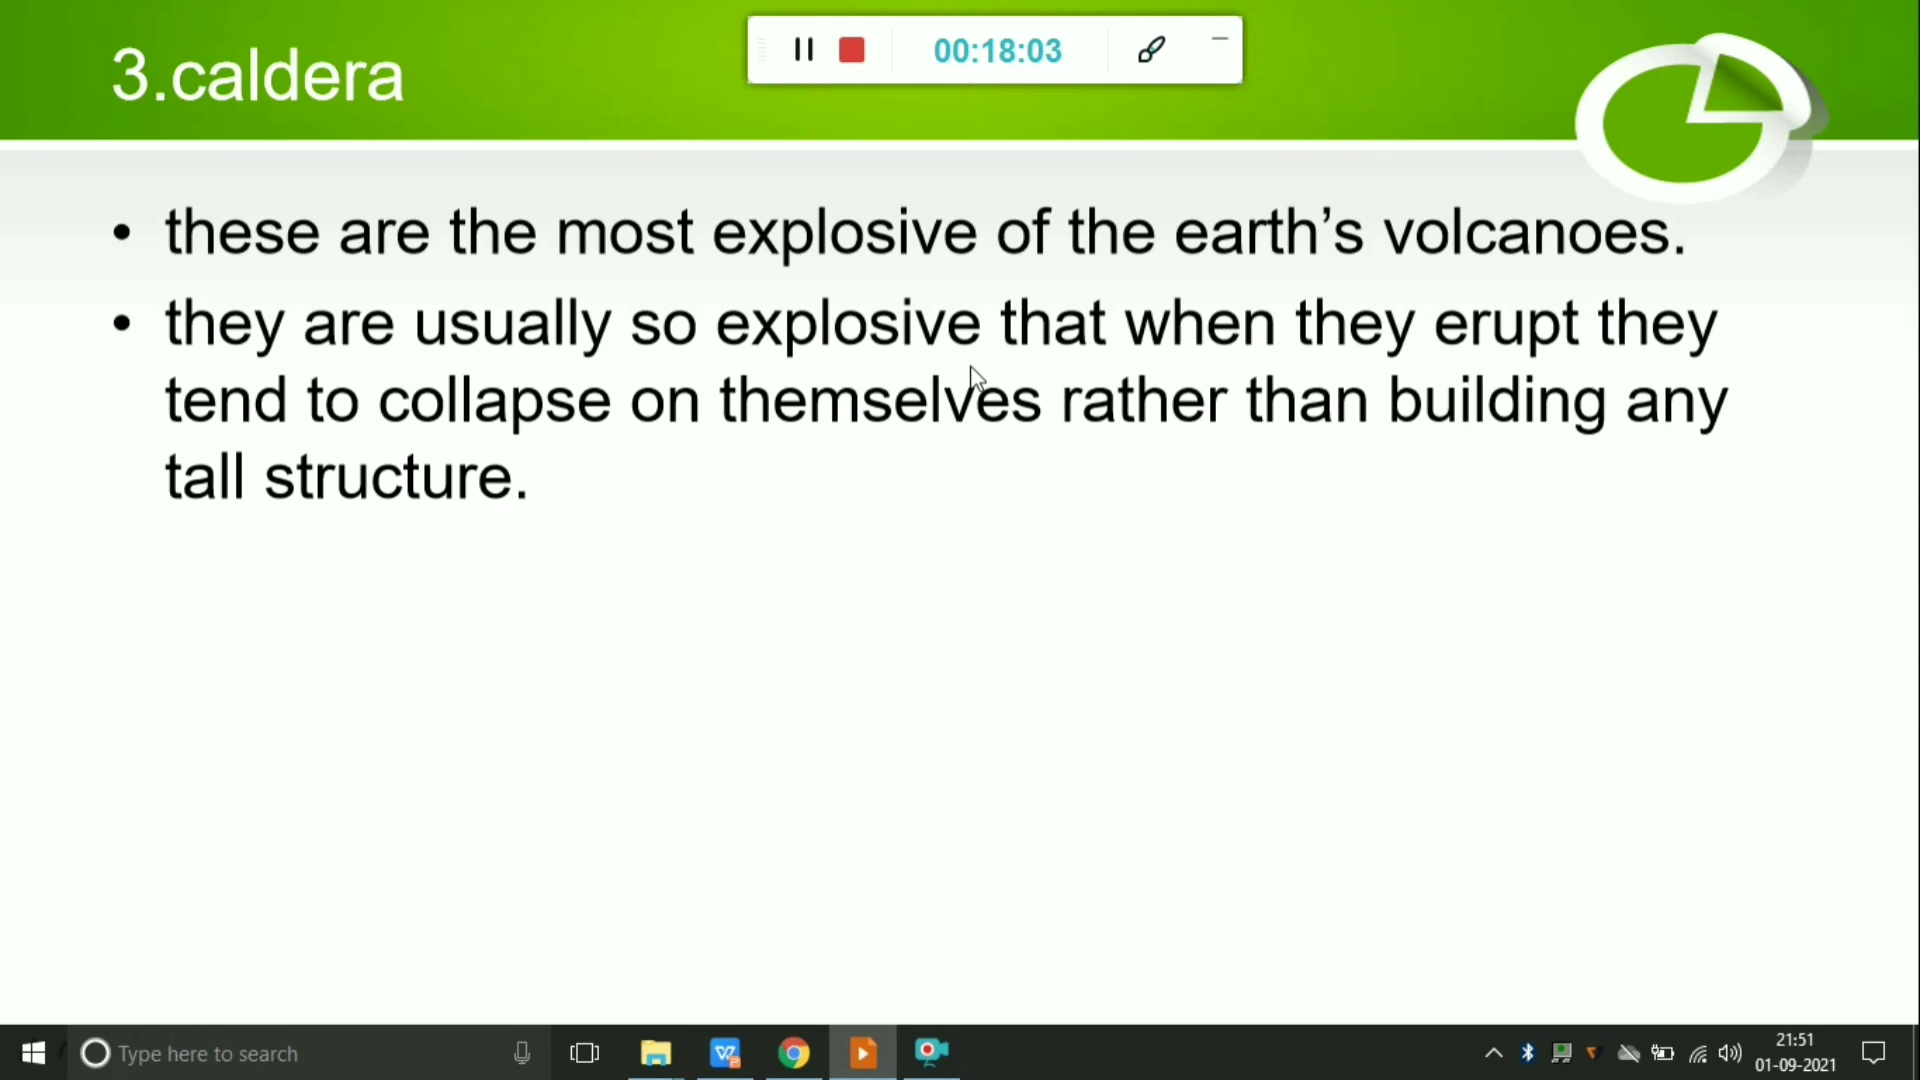 3.caldera
00:18:03
• these are the most explosive of the earth’s volcanoes.
• they are usually so explosive that when they erupt they
tend to collapse on themselves rather than building any
tall structure.
Type here to search
21:51
01-09-2021